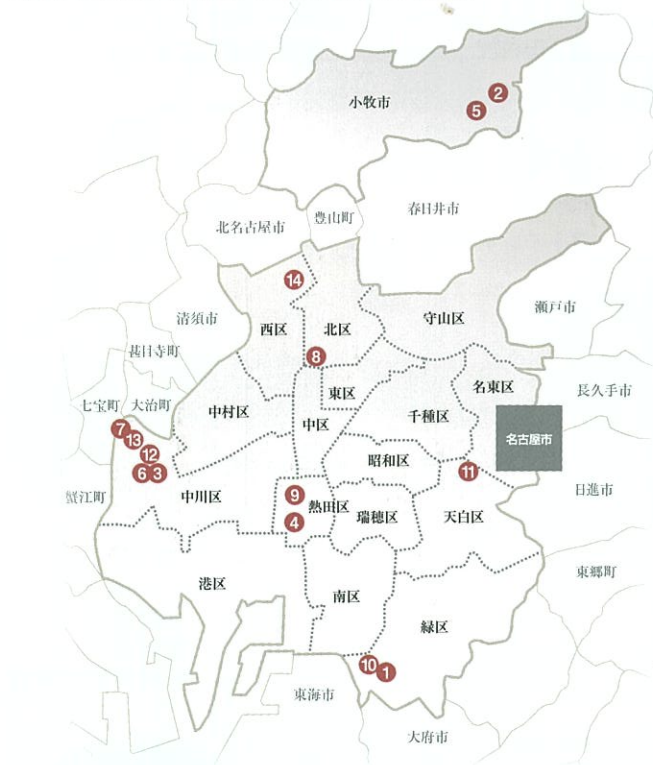 小牧市
2
5
春日井市
豊山町
北名古屋市
14
西区
北区
守山区
瀬戸市
清須市
8
甚目寺町
東区
名東区
長久手市
七宝町
大治町
中村区
中区
千種区
名古屋市
7
13
12
6
3
昭和区
11
蟹江町
中川区
9
4
熱田区
瑞穂区
天白区
日進市
港区
南区
東郷町
緑区
10
1
東海市
大府市